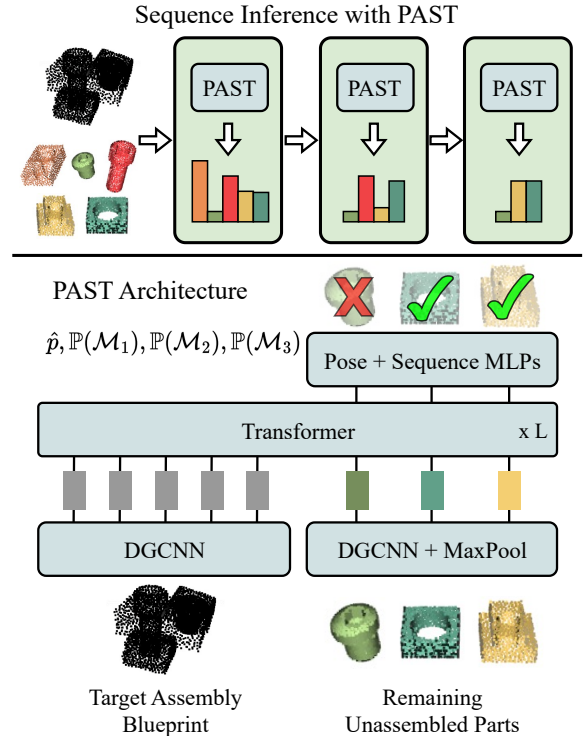 Sequence Inference with PAST
PAST
PAST
PAST
PAST Architecture
p̂, ℙ(ℳ₁), ℙ(ℳ₂), ℙ(ℳ₃)
Pose + Sequence MLPs
Transformer
x L
DGCNN
DGCNN + MaxPool
Target Assembly
Blueprint
Remaining
Unassembled Parts